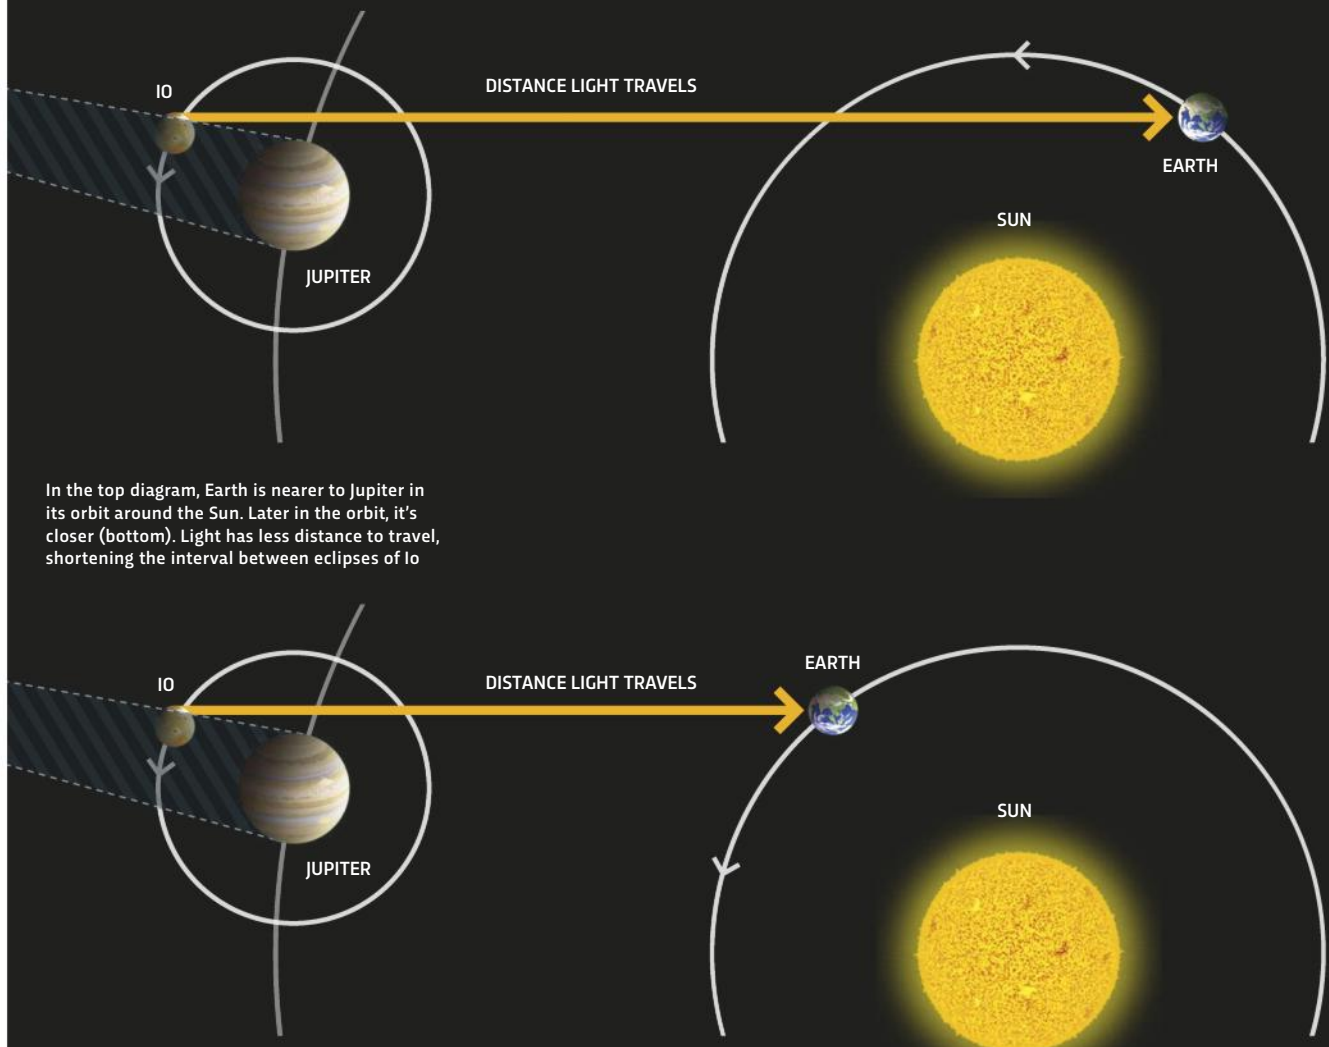 IO
DISTANCE LIGHT TRAVELS
EARTH
SUN
JUPITER
In the top diagram, Earth is nearer to Jupiter in
its orbit around the Sun. Later in the orbit, it's
closer (bottom). Light has less distance to travel,
shortening the interval between eclipses of Io
EARTH
IO
DISTANCE LIGHT TRAVELS
SUN
JUPITER